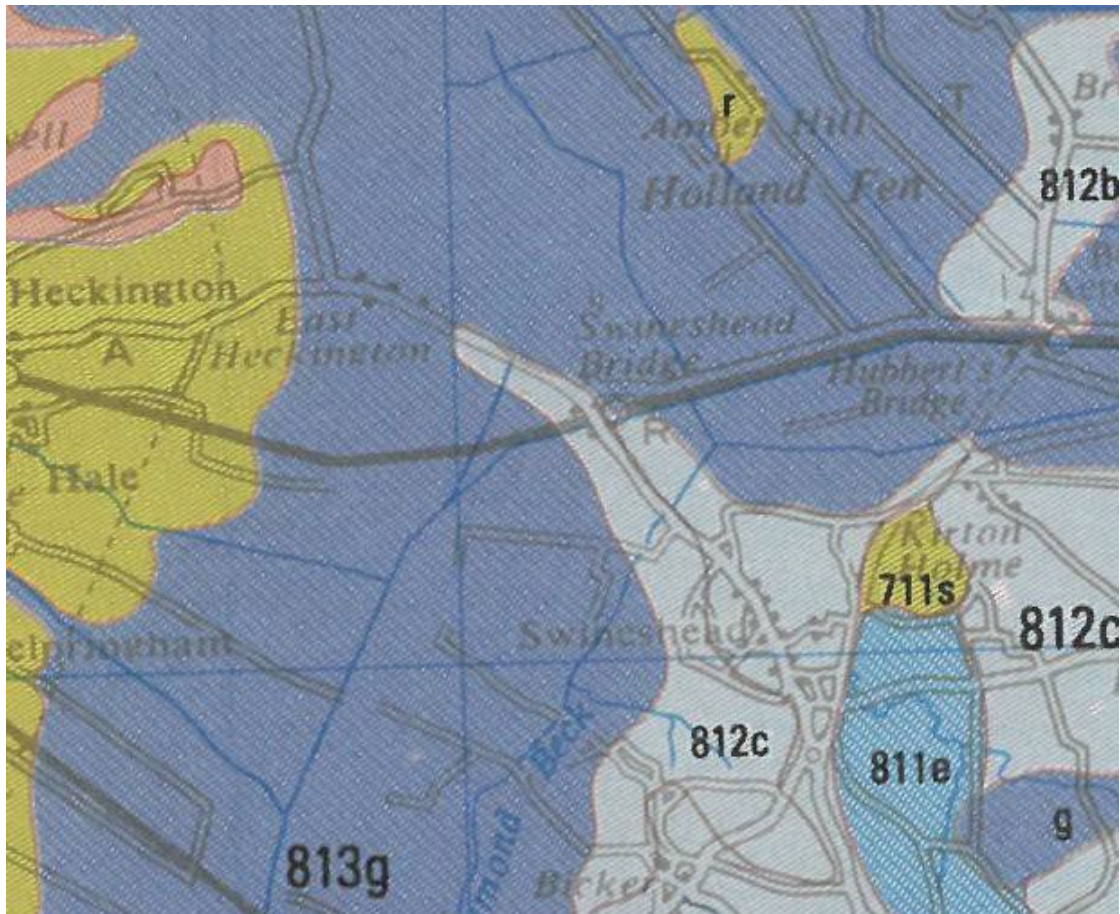 r
T
Amber Hill
812b
Holland Fen
Heckington
East
Heckington
Swineshead
Bridge
A
Hubbert's
Bridge
R
Hale
Kirton
Holme
711s
812c
Swineshead
812c
811e
Beck
g
813g
Bicker